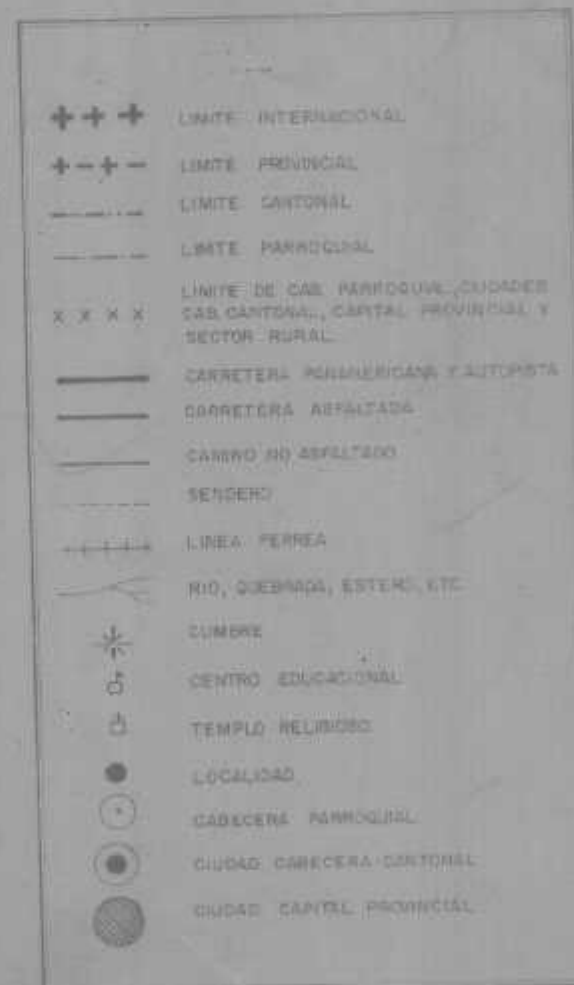 LIMITE INTERNACIONAL
LIMITE PROVINCIAL
LIMITE CANTONAL
LIMITE PARROQUIAL
LIMITE DE CAB. PARROQUIAL, CIUDADES
CAB. CANTONAL, CAPITAL PROVINCIAL Y
SECTOR RURAL.
CARRETERA PANAMERICANA Y AUTOPISTA
CARRETERA ASFALTADA
CAMINO NO ASFALTADO
SENDERO
LINEA FERREA
RIO, QUEBRADA, ESTERO, ETC
CUMBRE
CENTRO EDUCACIONAL
TEMPLO RELIGIOSO
LOCALIDAD
CABECERA PARROQUIAL
CIUDAD CABECERA CANTONAL
CIUDAD CAPITAL PROVINCIAL